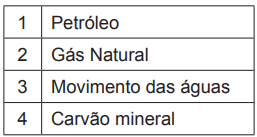 1 Petróleo
2 Gás Natural
3 Movimento das águas
4 Carvão mineral